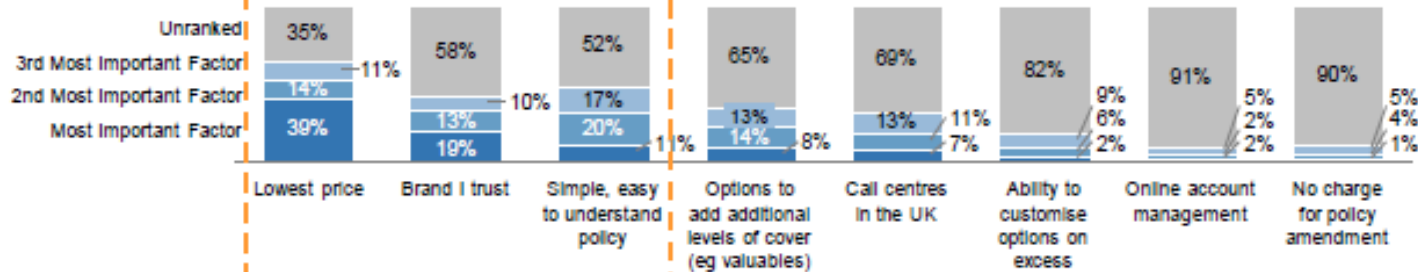 Unranked
3rd Most Important Factor
2nd Most Important Factor
Most Important Factor
35%
11%
14%
39%
58%
10%
13%
19%
52%
17%
20%
11%
65%
13%
14%
8%
69%
13%
11%
7%
82%
9%
6%
2%
91%
5%
2%
2%
90%
5%
4%
1%
Lowest price
Brand I trust
Simple, easy
to understand
policy
Options to
add additional
levels of cover
(eg valuables)
Call centres
in the UK
Ability to
customise
options on
excess
Online account
management
No charge
for policy
amendment